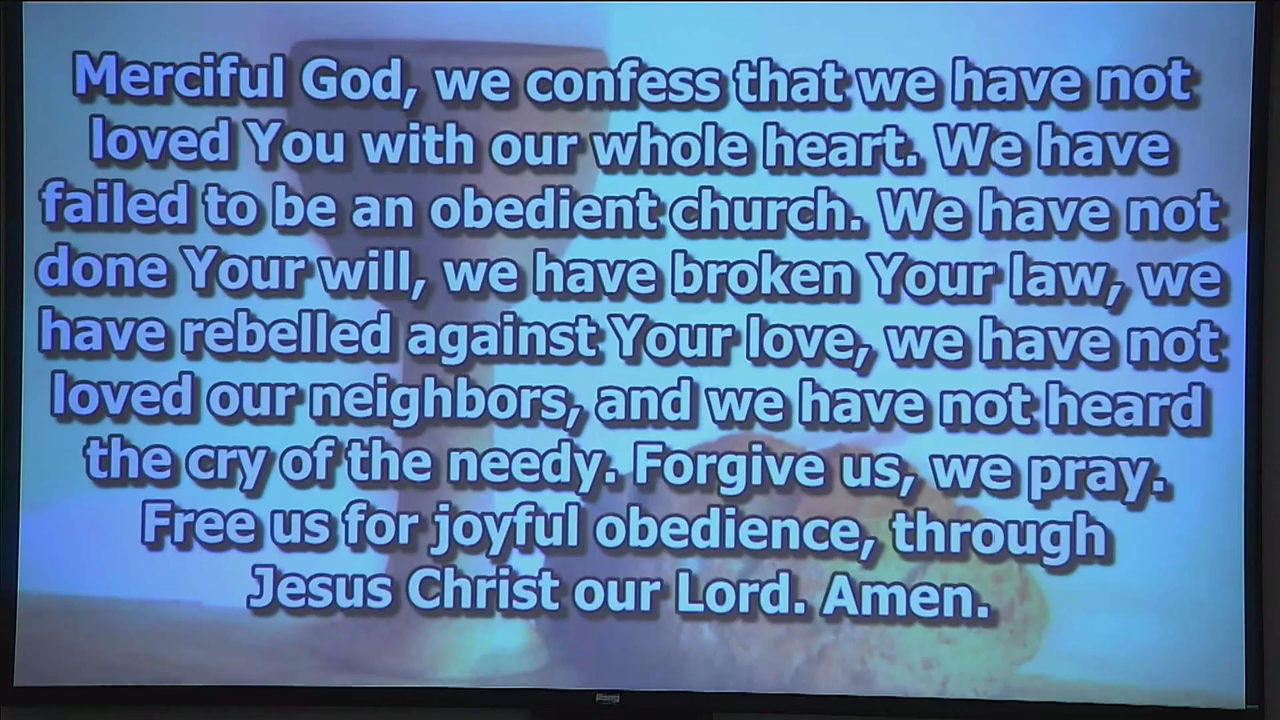 Merciful God, we confess that we have not
loved You with our whole heart. We have
failed to be an obedient church. We have not
done Your will, we have broken Your law, we
have rebelled against Your love, we have not
loved our neighbors, and we have not heard
the cry of the needy. Forgive us, we pray.
Free us for joyful obedience, through
Jesus Christ our Lord. Amen.